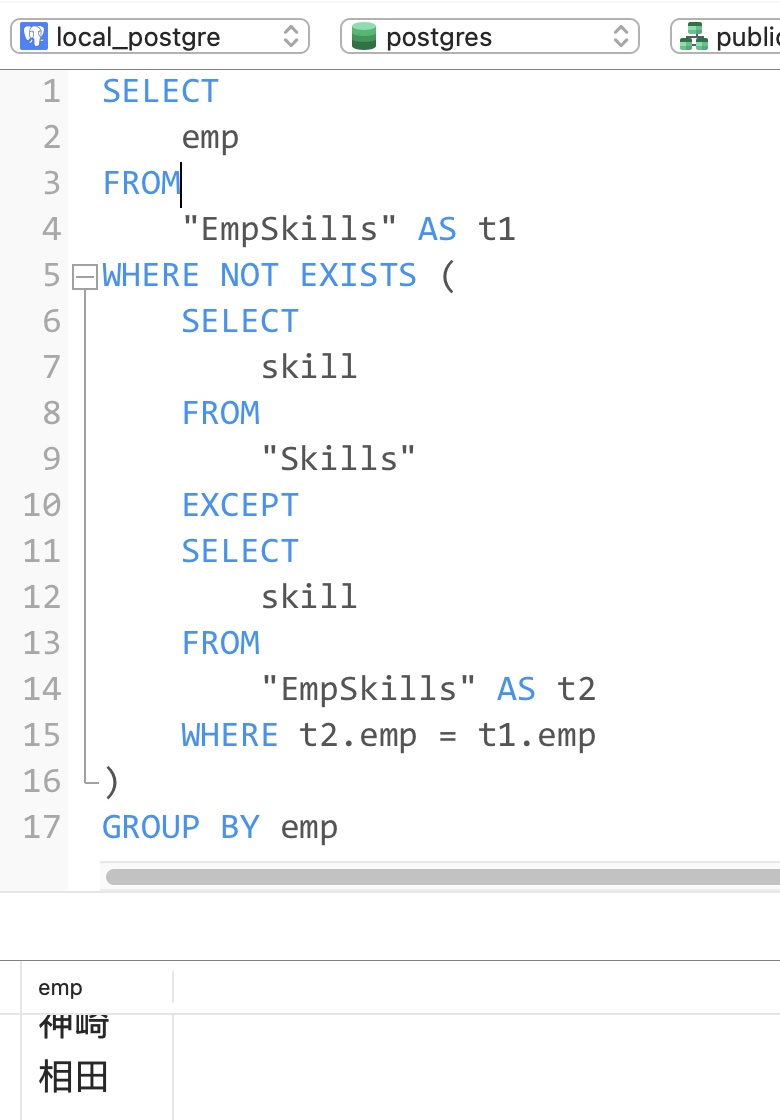 local_postgre postgres public
1 SELECT
2 emp
3 FROM
4 "EmpSkills" AS t1
5 WHERE NOT EXISTS (
6 SELECT
7 skill
8 FROM
9 "Skills"
10 EXCEPT
11 SELECT
12 skill
13 FROM
14 "EmpSkills" AS t2
15 WHERE t2.emp = t1.emp
16 )
17 GROUP BY emp
emp
神崎
相田